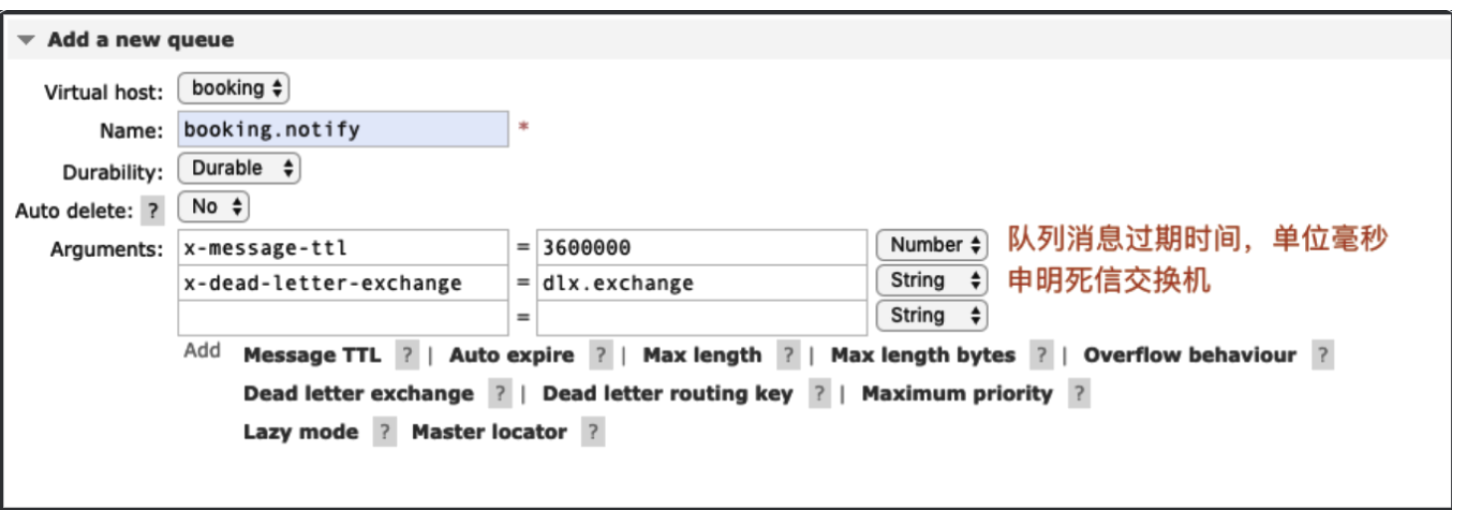 Add a new queue
Virtual host: booking
Name: booking.notify *
Durability: Durable
Auto delete: ? No
Arguments: x-message-ttl = 3600000 Number 队列消息过期时间，单位毫秒
x-dead-letter-exchange = dlx.exchange String 申明死信交换机
= String
Add Message TTL ? | Auto expire ? | Max length ? | Max length bytes ? | Overflow behaviour ?
Dead letter exchange ? | Dead letter routing key ? | Maximum priority ?
Lazy mode ? Master locator ?